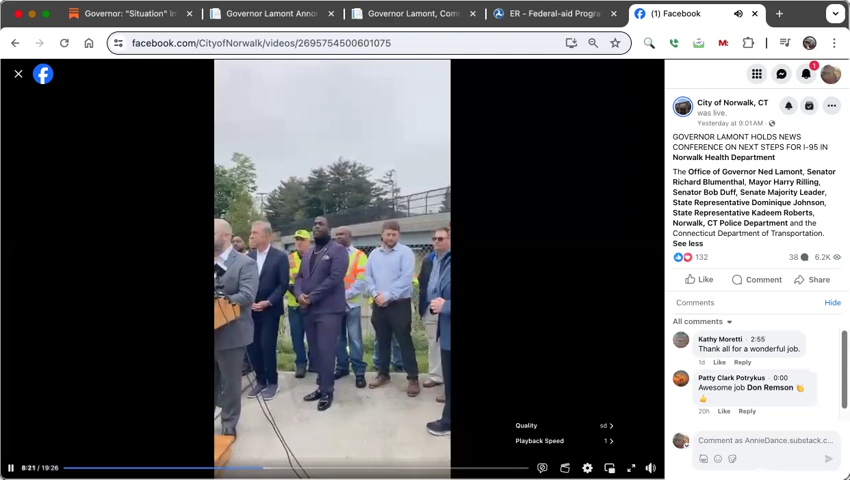 Governor: "Situation" In
Governor Lamont Anno
Governor Lamont, Com
ER - Federal-aid Progra
(1) Facebook
facebook.com/CityofNorwalk/videos/2695754500601075
City of Norwalk, CT
was live.
Yesterday at 9:01 AM
GOVERNOR LAMONT HOLDS NEWS
CONFERENCE ON NEXT STEPS FOR I-95 IN
Norwalk Health Department
The Office of Governor Ned Lamont, Senator
Richard Blumenthal, Mayor Harry Rilling,
Senator Bob Duff, Senate Majority Leader,
State Representative Dominique Johnson,
State Representative Kadeem Roberts,
Norwalk, CT Police Department and the
Connecticut Department of Transportation.
See less
132
38
6.2K
Like
Comment
Share
Comments
Hide
All comments
Kathy Moretti · 2:55
Thank all for a wonderful job.
1d Like Reply
Patty Clark Potrykus · 0:00
Awesome job Don Remson
20h Like Reply
Comment as AnnieDance.substack.c...
Quality sd
Playback Speed 1
8:21 / 19:26